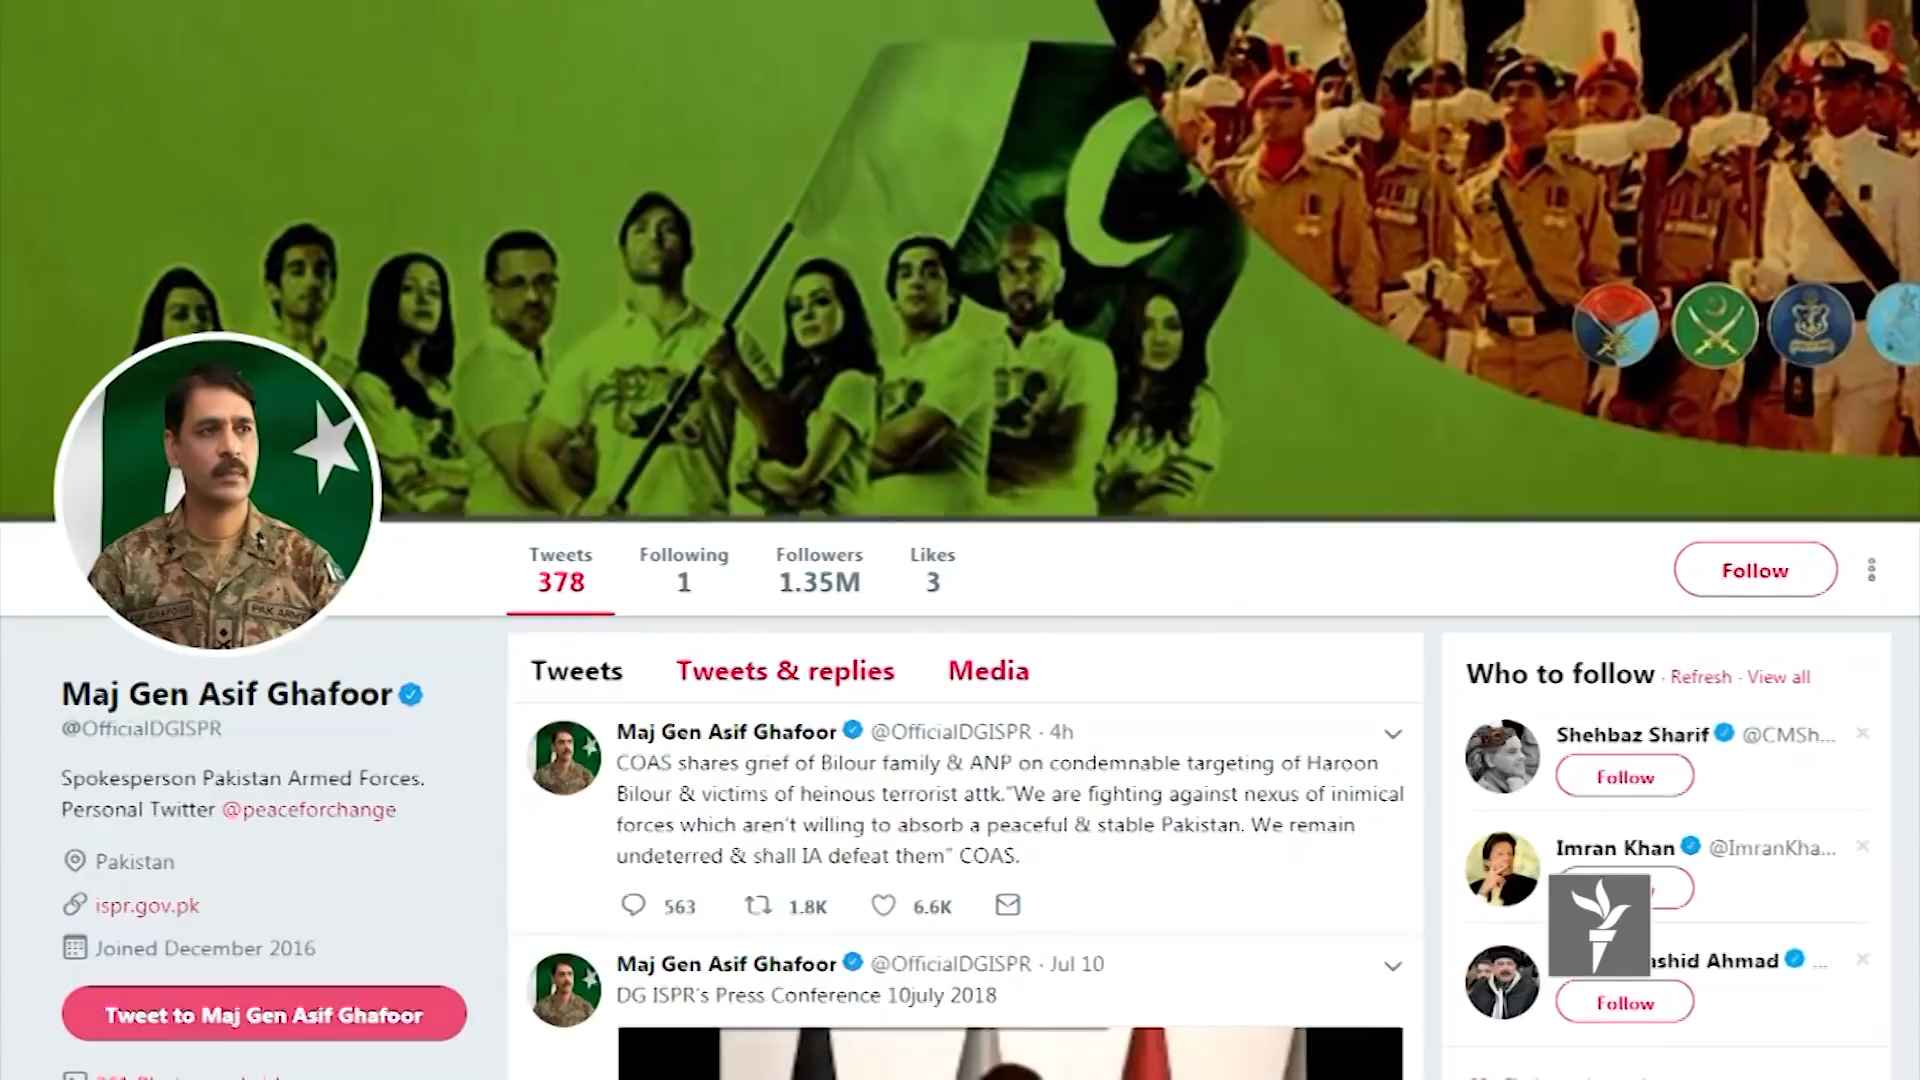 Tweets Following Followers Likes
378 1 1.35M 3
Follow
Maj Gen Asif Ghafoor
@OfficialDGISPR
Spokesperson Pakistan Armed Forces.
Personal Twitter @peaceforchange
Pakistan
ispr.gov.pk
Joined December 2016
Tweet to Maj Gen Asif Ghafoor
Tweets Tweets & replies Media
Maj Gen Asif Ghafoor @OfficialDGISPR · 4h
COAS shares grief of Bilour family & ANP on condemnable targeting of Haroon
Bilour & victims of heinous terrorist attk."We are fighting against nexus of inimical
forces which aren't willing to absorb a peaceful & stable Pakistan. We remain
undeterred & shall IA defeat them" COAS.
563 1.8K 6.6K
Maj Gen Asif Ghafoor @OfficialDGISPR · Jul 10
DG ISPR's Press Conference 10july 2018
Who to follow · Refresh · View all
Shehbaz Sharif @CMSh...
Follow
Imran Khan @ImranKha...
Ahmad ...
Follow
PAK ARMY